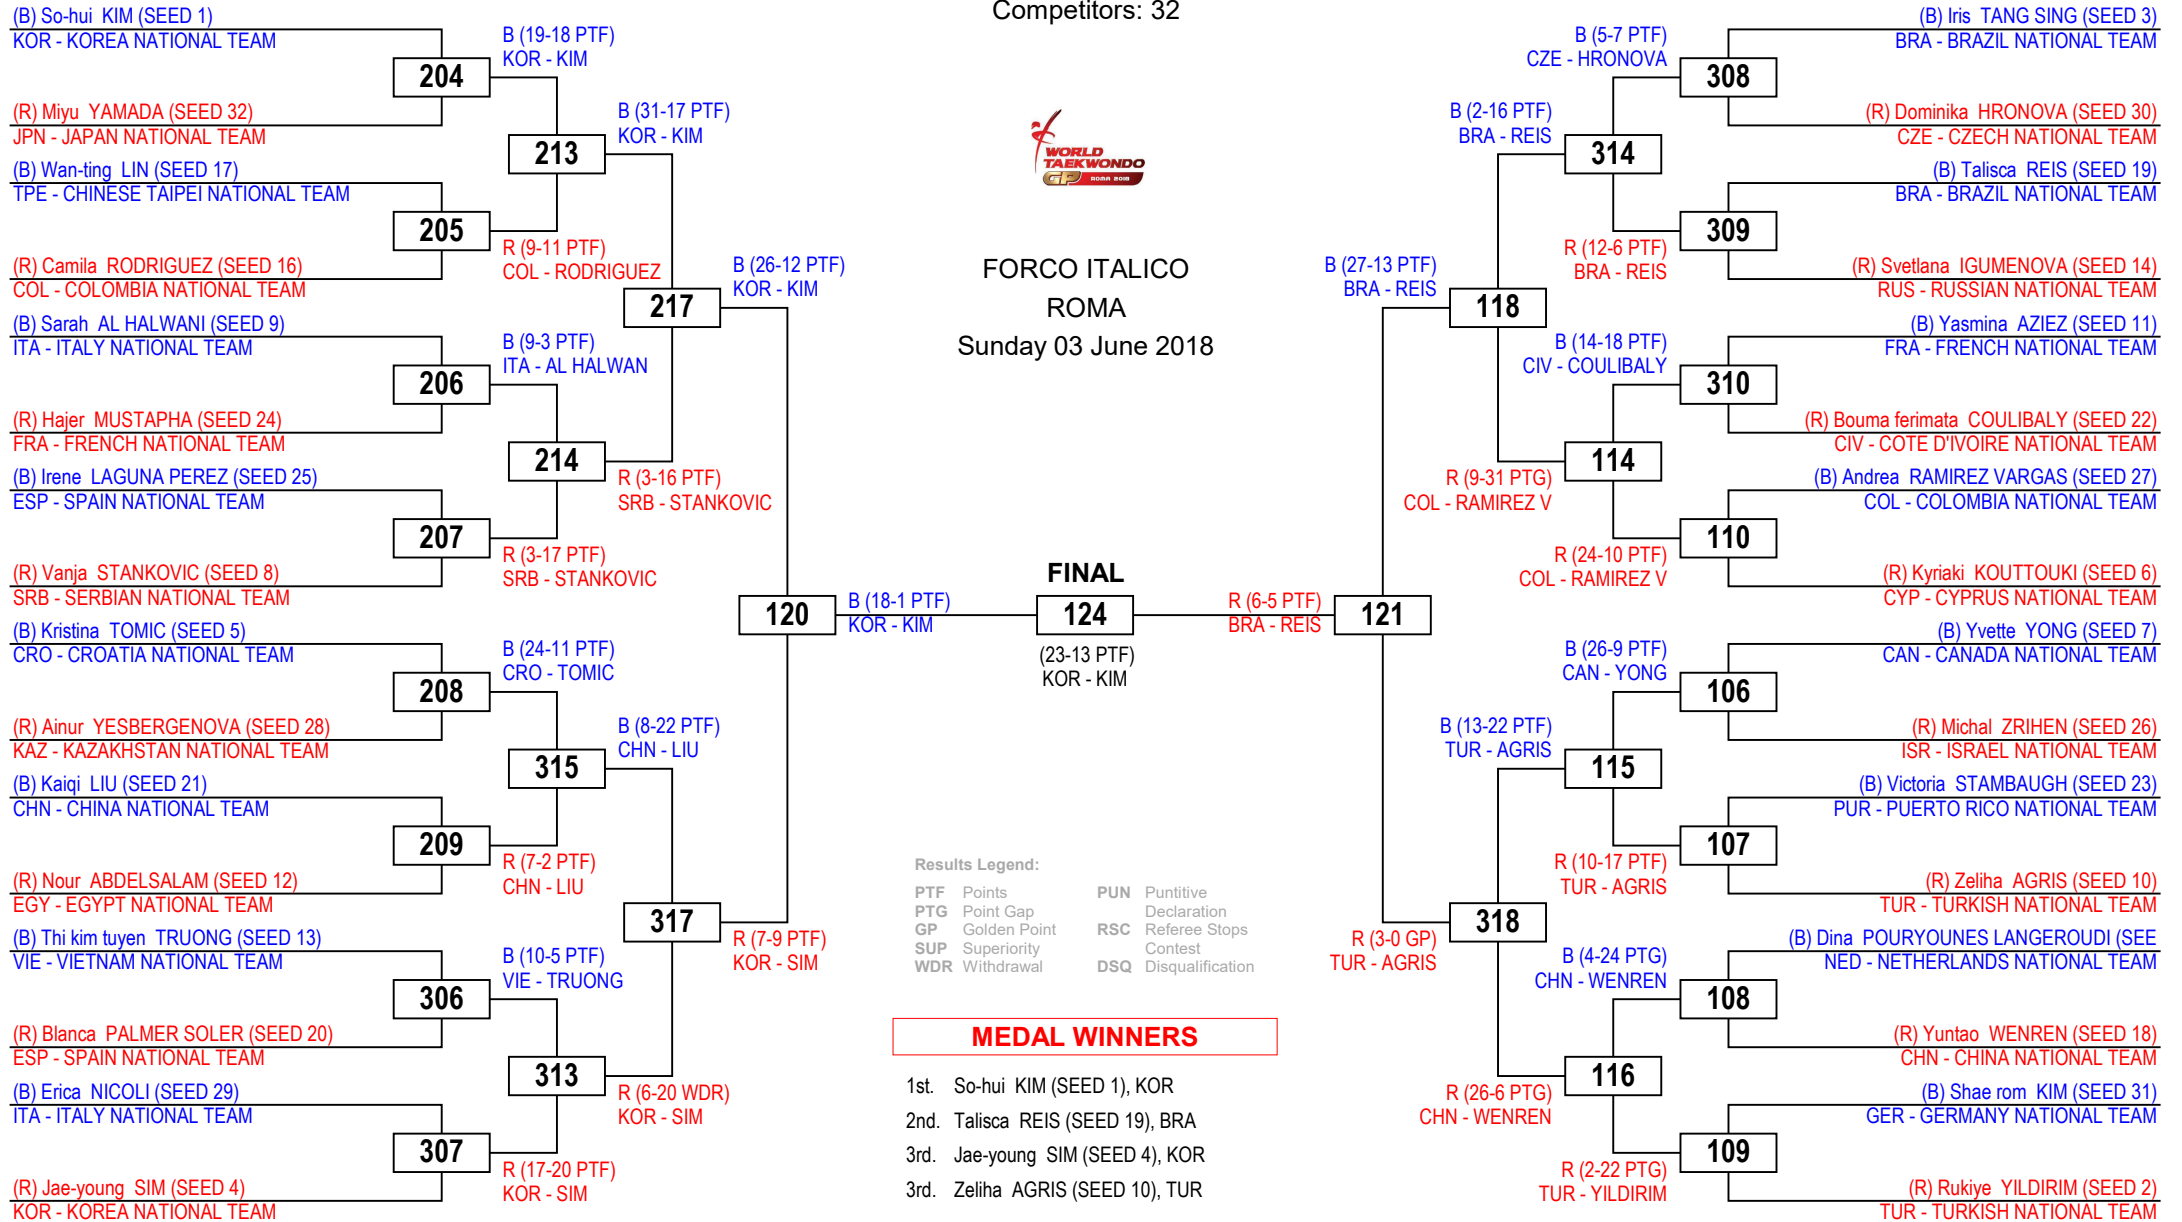 Competitors: 32
(B) So-hui KIM (SEED 1)
KOR - KOREA NATIONAL TEAM
204
(R) Miyu YAMADA (SEED 32)
JPN - JAPAN NATIONAL TEAM
(B) Wan-ting LIN (SEED 17)
TPE - CHINESE TAIPEI NATIONAL TEAM
205
(R) Camila RODRIGUEZ (SEED 16)
COL - COLOMBIA NATIONAL TEAM
(B) Sarah AL HALWANI (SEED 9)
ITA - ITALY NATIONAL TEAM
206
(R) Hajer MUSTAPHA (SEED 24)
FRA - FRENCH NATIONAL TEAM
(B) Irene LAGUNA PEREZ (SEED 25)
ESP - SPAIN NATIONAL TEAM
207
(R) Vanja STANKOVIC (SEED 8)
SRB - SERBIAN NATIONAL TEAM
(B) Kristina TOMIC (SEED 5)
CRO - CROATIA NATIONAL TEAM
208
(R) Ainur YESBERGENOVA (SEED 28)
KAZ - KAZAKHSTAN NATIONAL TEAM
(B) Kaiqi LIU (SEED 21)
CHN - CHINA NATIONAL TEAM
209
(R) Nour ABDELSALAM (SEED 12)
EGY - EGYPT NATIONAL TEAM
(B) Thi kim tuyen TRUONG (SEED 13)
VIE - VIETNAM NATIONAL TEAM
306
(R) Blanca PALMER SOLER (SEED 20)
ESP - SPAIN NATIONAL TEAM
(B) Erica NICOLI (SEED 29)
ITA - ITALY NATIONAL TEAM
307
(R) Jae-young SIM (SEED 4)
KOR - KOREA NATIONAL TEAM
B (19-18 PTF)
KOR - KIM
213
R (9-11 PTF)
COL - RODRIGUEZ
B (9-3 PTF)
ITA - AL HALWAN
214
R (3-17 PTF)
SRB - STANKOVIC
B (24-11 PTF)
CRO - TOMIC
315
R (7-2 PTF)
CHN - LIU
B (10-5 PTF)
VIE - TRUONG
313
R (17-20 PTF)
KOR - SIM
B (31-17 PTF)
KOR - KIM
217
R (3-16 PTF)
SRB - STANKOVIC
B (8-22 PTF)
CHN - LIU
317
R (6-20 WDR)
KOR - SIM
B (26-12 PTF)
KOR - KIM
120
R (7-9 PTF)
KOR - SIM
B (18-1 PTF)
KOR - KIM
WORLD
TAEKWONDO
GP ROMA 2018
FORCO ITALICO
ROMA
Sunday 03 June 2018
FINAL
124
(23-13 PTF)
KOR - KIM
R (6-5 PTF)
BRA - REIS
121
B (27-13 PTF)
BRA - REIS
R (3-0 GP)
TUR - AGRIS
118
318
B (2-16 PTF)
BRA - REIS
R (9-31 PTG)
COL - RAMIREZ V
B (13-22 PTF)
TUR - AGRIS
R (26-6 PTG)
CHN - WENREN
314
114
115
116
B (5-7 PTF)
CZE - HRONOVA
R (12-6 PTF)
BRA - REIS
B (14-18 PTF)
CIV - COULIBALY
R (24-10 PTF)
COL - RAMIREZ V
B (26-9 PTF)
CAN - YONG
R (10-17 PTF)
TUR - AGRIS
B (4-24 PTG)
CHN - WENREN
R (2-22 PTG)
TUR - YILDIRIM
(B) Iris TANG SING (SEED 3)
BRA - BRAZIL NATIONAL TEAM
308
(R) Dominika HRONOVA (SEED 30)
CZE - CZECH NATIONAL TEAM
(B) Talisca REIS (SEED 19)
BRA - BRAZIL NATIONAL TEAM
309
(R) Svetlana IGUMENOVA (SEED 14)
RUS - RUSSIAN NATIONAL TEAM
(B) Yasmina AZIEZ (SEED 11)
FRA - FRENCH NATIONAL TEAM
310
(R) Bouma ferimata COULIBALY (SEED 22)
CIV - COTE D'IVOIRE NATIONAL TEAM
(B) Andrea RAMIREZ VARGAS (SEED 27)
COL - COLOMBIA NATIONAL TEAM
110
(R) Kyriaki KOUTTOUKI (SEED 6)
CYP - CYPRUS NATIONAL TEAM
(B) Yvette YONG (SEED 7)
CAN - CANADA NATIONAL TEAM
106
(R) Michal ZRIHEN (SEED 26)
ISR - ISRAEL NATIONAL TEAM
(B) Victoria STAMBAUGH (SEED 23)
PUR - PUERTO RICO NATIONAL TEAM
107
(R) Zeliha AGRIS (SEED 10)
TUR - TURKISH NATIONAL TEAM
(B) Dina POURYOUNES LANGEROUDI (SEE
NED - NETHERLANDS NATIONAL TEAM
108
(R) Yuntao WENREN (SEED 18)
CHN - CHINA NATIONAL TEAM
(B) Shae rom KIM (SEED 31)
GER - GERMANY NATIONAL TEAM
109
(R) Rukiye YILDIRIM (SEED 2)
TUR - TURKISH NATIONAL TEAM
Results Legend:
PTF Points
PTG Point Gap
GP Golden Point
SUP Superiority
WDR Withdrawal
PUN Puntitive
Declaration
RSC Referee Stops
Contest
DSQ Disqualification
MEDAL WINNERS
1st. So-hui KIM (SEED 1), KOR
2nd. Talisca REIS (SEED 19), BRA
3rd. Jae-young SIM (SEED 4), KOR
3rd. Zeliha AGRIS (SEED 10), TUR